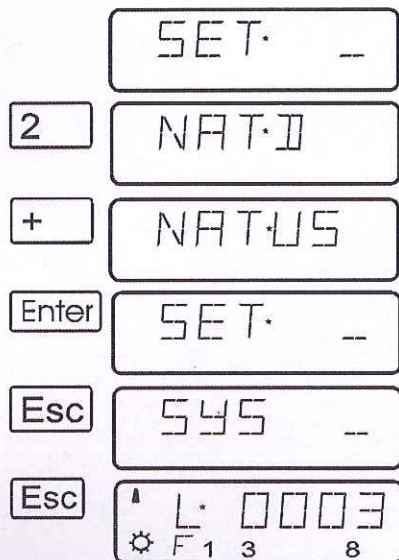 SET* _
2 NAT*D
+ NAT*US
Enter SET* _
Esc SYS _
Esc L* 0003
F 1 3 8